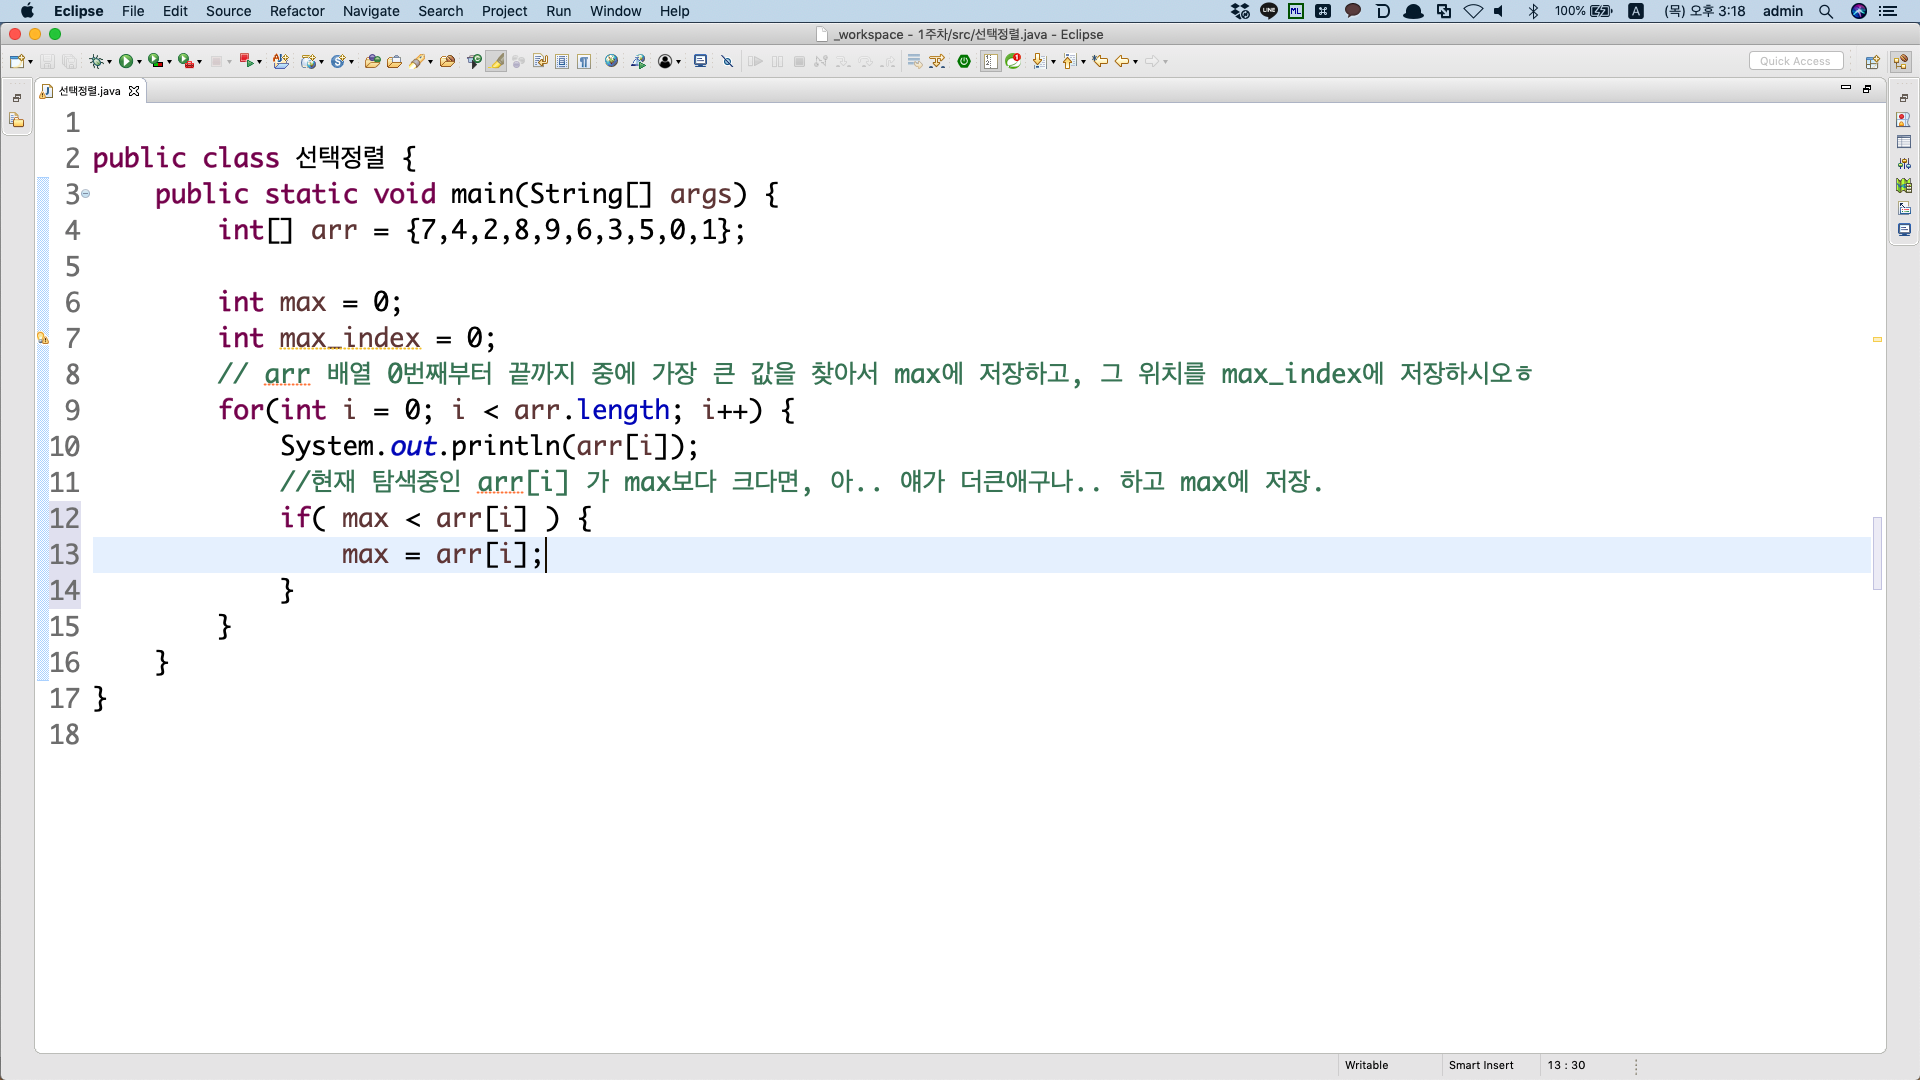 Eclipse File Edit Source Refactor Navigate Search Project Run Window Help 100% (목) 오후 3:18 admin
_workspace - 1주차/src/선택정렬.java - Eclipse
Quick Access
선택정렬.java
1
2 public class 선택정렬 {
3 public static void main(String[] args) {
4 int[] arr = {7,4,2,8,9,6,3,5,0,1};
5
6 int max = 0;
7 int max_index = 0;
8 // arr 배열 0번째부터 끝까지 중에 가장 큰 값을 찾아서 max에 저장하고, 그 위치를 max_index에 저장하시오ㅎ
9 for(int i = 0; i < arr.length; i++) {
10 System.out.println(arr[i]);
11 //현재 탐색중인 arr[i] 가 max보다 크다면, 아.. 얘가 더큰애구나.. 하고 max에 저장.
12 if( max < arr[i] ) {
13 max = arr[i];
14 }
15 }
16 }
17 }
18
Writable Smart Insert 13 : 30